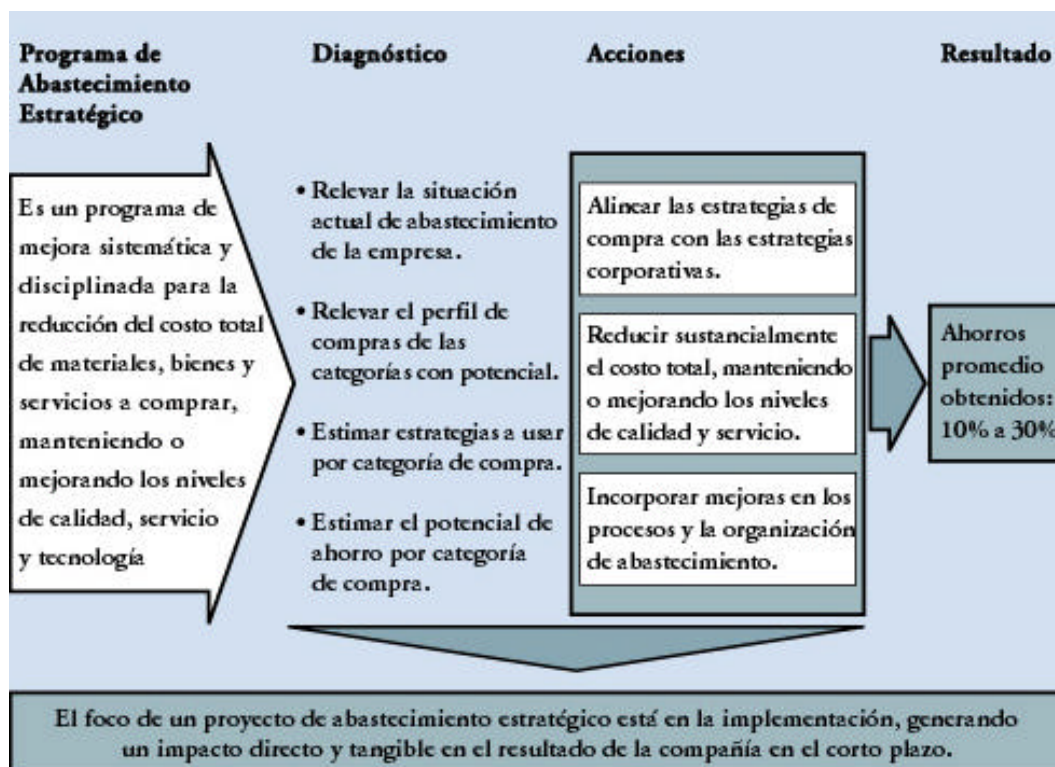 Programa de
Abastecimiento
Estratégico
Es un programa de
mejora sistemática y
disciplinada para la
reducción del costo total
de materiales, bienes y
servicios a comprar,
manteniendo o
mejorando los niveles
de calidad, servicio
y tecnología
Diagnóstico
• Relevar la situación
actual de abastecimiento
de la empresa.
• Relevar el perfil de
compras de las
categorías con potencial.
• Estimar estrategias a usar
por categoría de compra.
• Estimar el potencial de
ahorro por categoría
de compra.
Acciones
Alinear las estrategias de
compra con las estrategias
corporativas.
Reducir sustancialmente
el costo total, manteniendo
o mejorando los niveles
de calidad y servicio.
Incorporar mejoras en los
procesos y la organización
de abastecimiento.
Resultado
Ahorros
promedio
obtenidos:
10% a 30%
El foco de un proyecto de abastecimiento estratégico está en la implementación, generando
un impacto directo y tangible en el resultado de la compañía en el corto plazo.